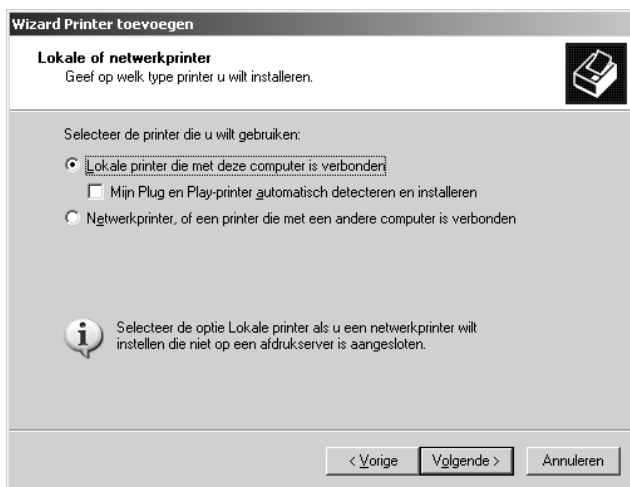 Wizard Printer toevoegen
Lokale of netwerkprinter
Geef op welk type printer u wilt installeren.
Selecteer de printer die u wilt gebruiken:
Lokale printer die met deze computer is verbonden
Mijn Plug en Play-printer automatisch detecteren en installeren
Netwerkprinter, of een printer die met een andere computer is verbonden
Selecteer de optie Lokale printer als u een netwerkprinter wilt
instellen die niet op een afdrukserver is aangesloten.
< Vorige Volgende > Annuleren